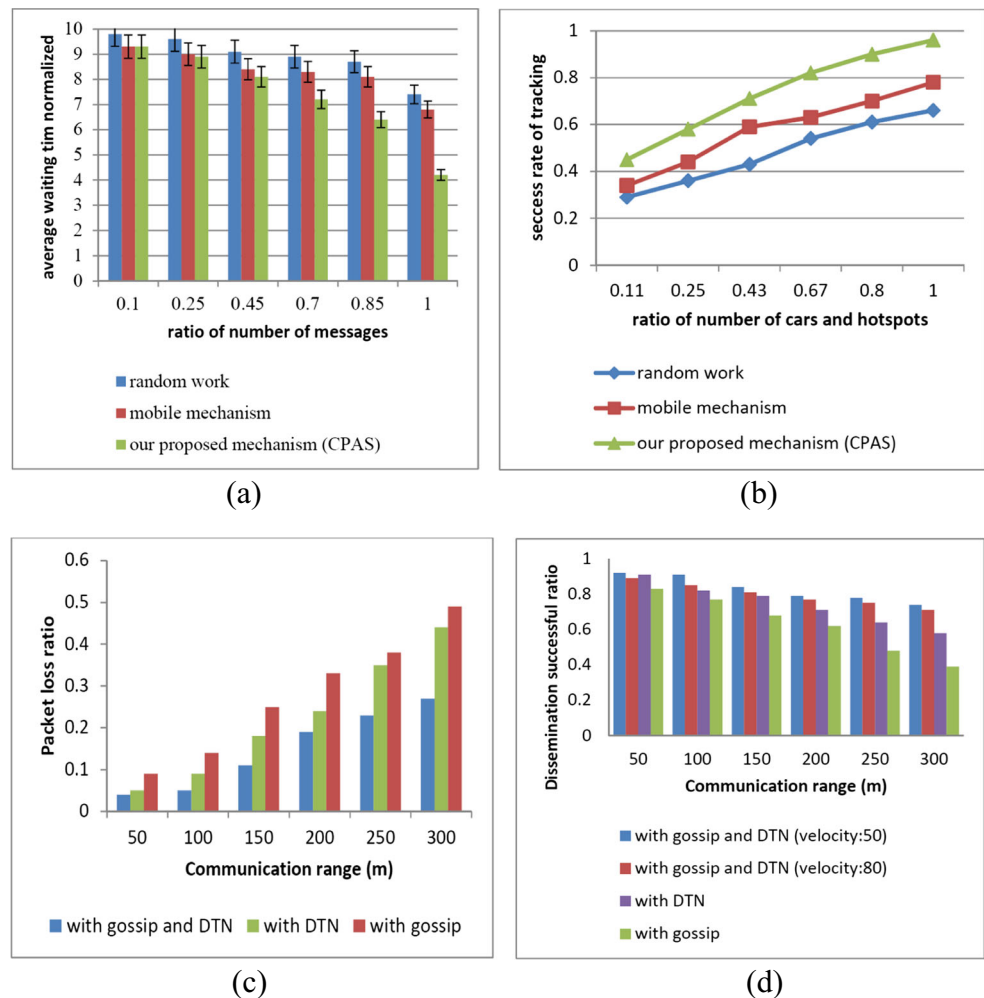 average waiting tim normalized
10
9
8
7
6
5
4
3
2
1
0
0.1 0.25 0.45 0.7 0.85 1
ratio of number of messages
random work
mobile mechanism
our proposed mechanism (CPAS)
(a)
seccess rate of tracking
1
0.8
0.6
0.4
0.2
0
0.11 0.25 0.43 0.67 0.8 1
ratio of number of cars and hotspots
random work
mobile mechanism
our proposed mechanism (CPAS)
(b)
Packet loss ratio
0.6
0.5
0.4
0.3
0.2
0.1
0
50 100 150 200 250 300
Communication range (m)
with gossip and DTN with DTN with gossip
(c)
Dissemination successful ratio
1
0.8
0.6
0.4
0.2
0
50 100 150 200 250 300
Communication range (m)
with gossip and DTN (velocity:50)
with gossip and DTN (velocity:80)
with DTN
with gossip
(d)